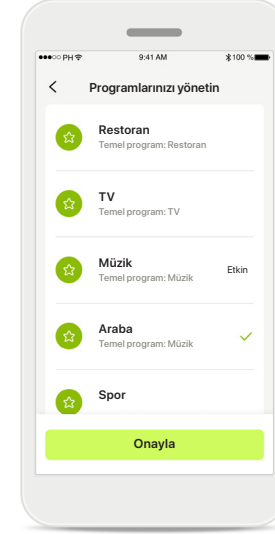 PH 9:41 AM 100 %
Programlarınızı yönetin
Restoran
Temel program: Restoran
TV
Temel program: TV
Müzik
Temel program: Müzik
Etkin
Araba
Temel program: Müzik
Spor
Onayla